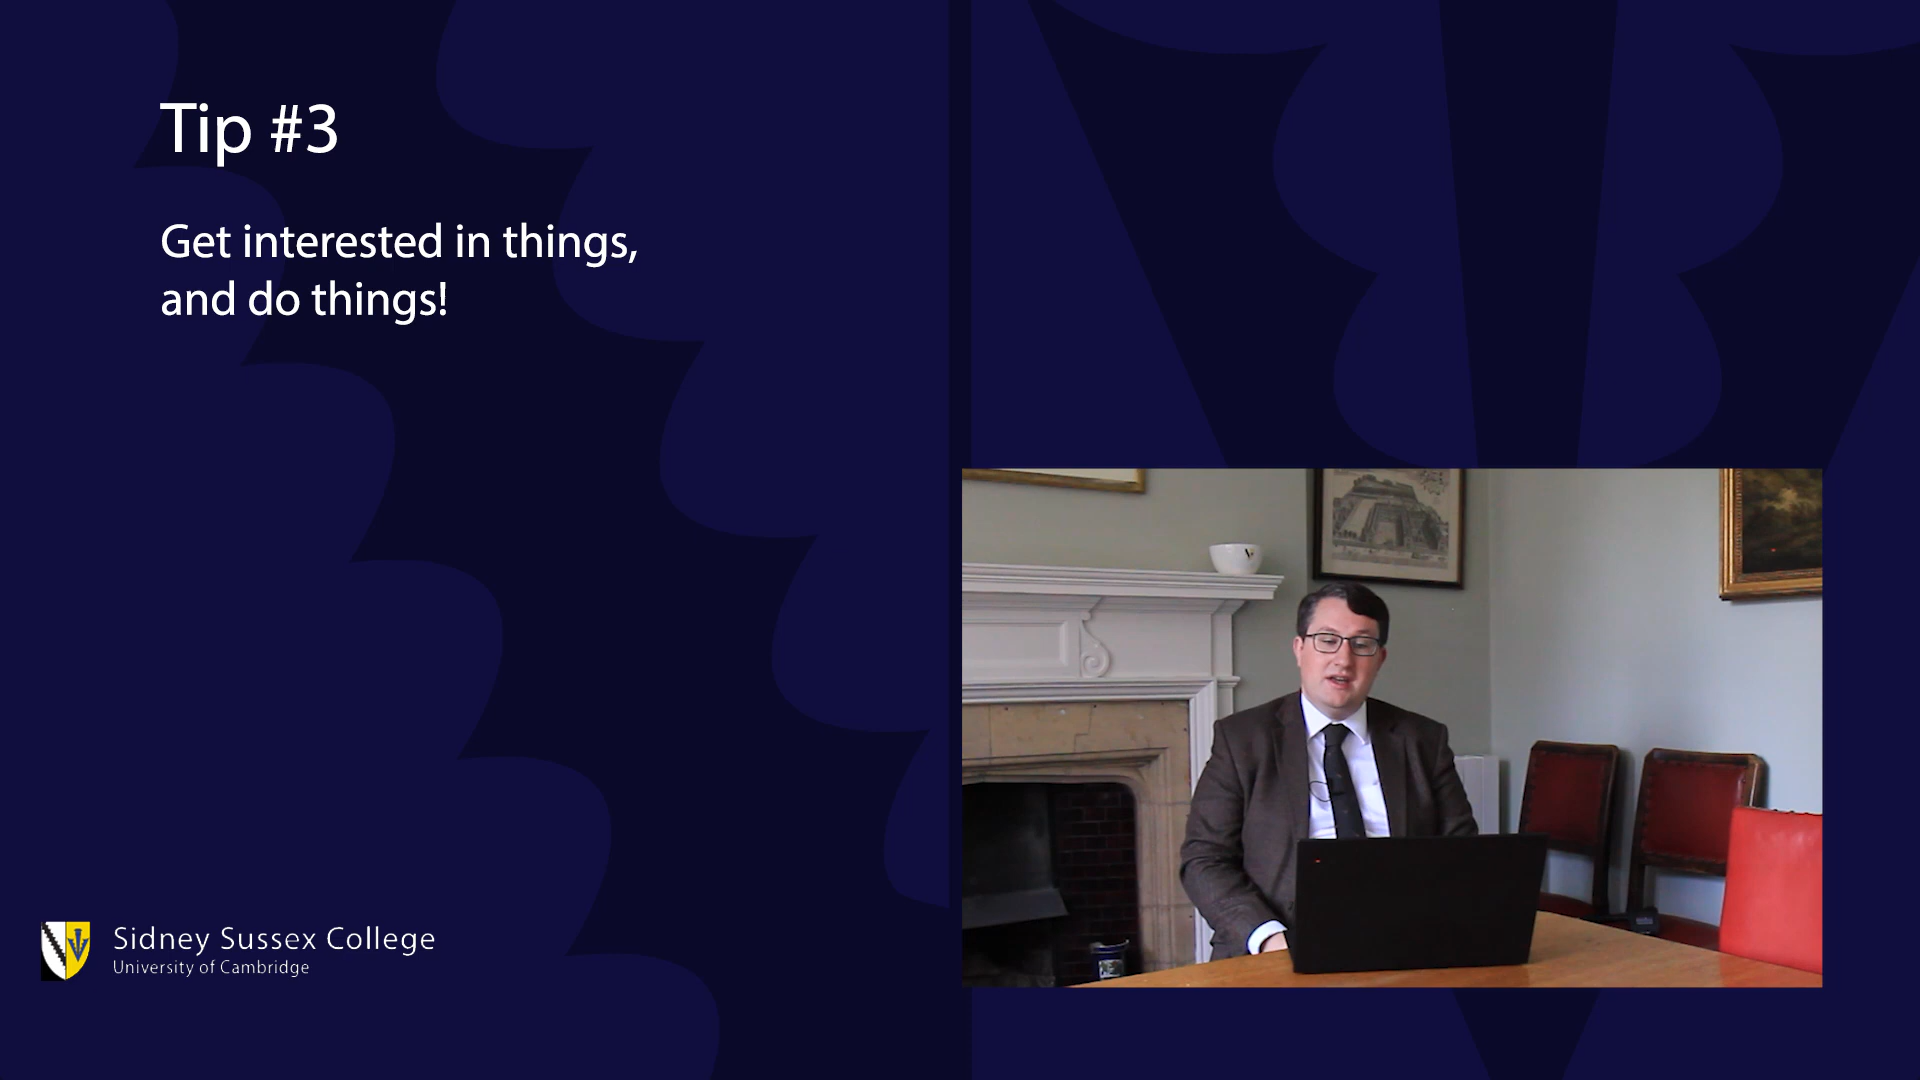 Tip #3
Get interested in things,
and do things!
Sidney Sussex College
University of Cambridge